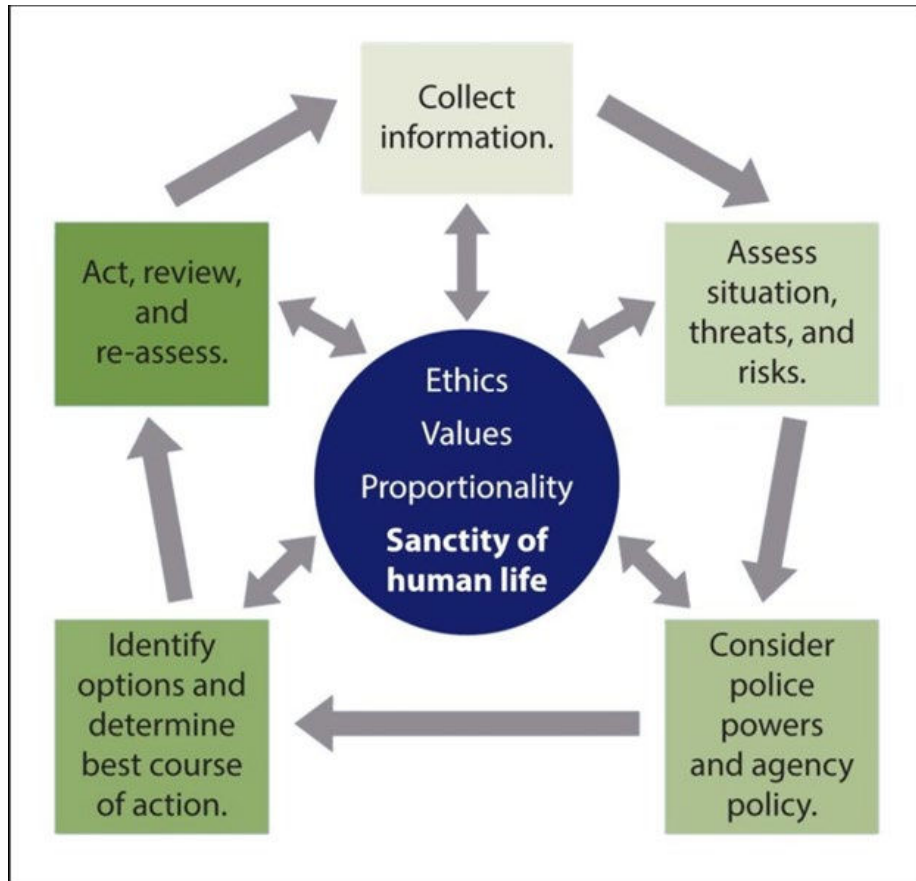 Collect
information.
Assess
situation,
threats, and
risks.
Consider
police
powers
and agency
policy.
Identify
options and
determine
best course
of action.
Act, review,
and
re-assess.
Ethics
Values
Proportionality
Sanctity of
human life